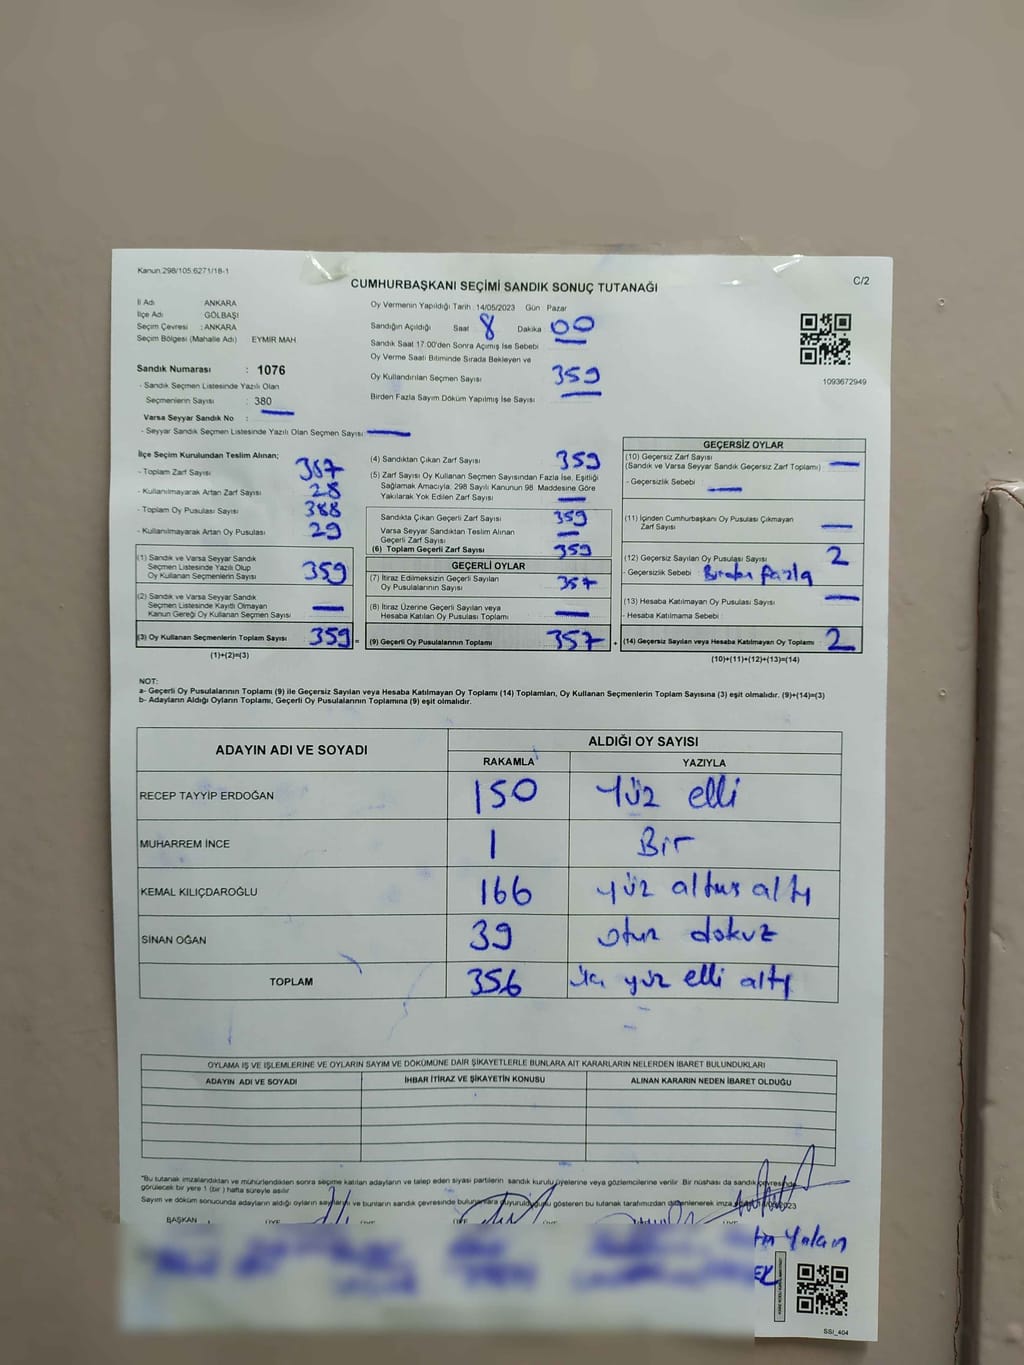 Kanun:298/105:6271/18-1
CUMHURBAŞKANI SEÇİMİ SANDIK SONUÇ TUTANAĞI
C/2
İl Adı ANKARA
İlçe Adı GÖLBAŞI
Seçim Çevresi : ANKARA
Seçim Bölgesi (Mahalle Adı) EYMİR MAH
Sandık Numarası : 1076
- Sandık Seçmen Listesinde Yazılı Olan
Seçmenlerin Sayısı : 380
Varsa Seyyar Sandık No :
- Seyyar Sandık Seçmen Listesinde Yazılı Olan Seçmen Sayısı
Oy Vermenin Yapıldığı Tarih 14/05/2023 Gün Pazar
Sandığın Açıldığı Saat 8 Dakika 00
Sandık Saat 17.00'den Sonra Açılmış İse Sebebi
Oy Verme Saati Bitiminde Sırada Bekleyen ve
Oy Kullandırılan Seçmen Sayısı 359
Birden Fazla Sayım Döküm Yapılmış İse Sayısı
1093672949
İlçe Seçim Kurulundan Teslim Alınan;
- Toplam Zarf Sayısı 387
- Kullanılmayarak Artan Zarf Sayısı 28
- Toplam Oy Pusulası Sayısı 388
- Kullanılmayarak Artan Oy Pusulası 29
(1) Sandık ve Varsa Seyyar Sandık
Seçmen Listesinde Yazılı Olup
Oy Kullanan Seçmenlerin Sayısı 359
(2) Sandık ve Varsa Seyyar Sandık
Seçmen Listesinde Kayıtlı Olmayan
Kanun Gereği Oy Kullanan Seçmen Sayısı
(3) Oy Kullanan Seçmenlerin Toplam Sayısı 359 =
(1)+(2)=(3)
(4) Sandıktan Çıkan Zarf Sayısı 359
(5) Zarf Sayısı Oy Kullanan Seçmen Sayısından Fazla İse, Eşitliği
Sağlamak Amacıyla, 298 Sayılı Kanunun 98. Maddesine Göre
Yakılarak Yok Edilen Zarf Sayısı
Sandıkta Çıkan Geçerli Zarf Sayısı 359
Varsa Seyyar Sandıktan Teslim Alınan
Geçerli Zarf Sayısı
(6) Toplam Geçerli Zarf Sayısı 359
GEÇERLİ OYLAR
(7) İtiraz Edilmeksizin Geçerli Sayılan
Oy Pusulalarının Sayısı 357
(8) İtiraz Üzerine Geçerli Sayılan veya
Hesaba Katılan Oy Pusulası Toplamı
(9) Geçerli Oy Pusulalarının Toplamı 357 +
GEÇERSİZ OYLAR
(10) Geçersiz Zarf Sayısı
(Sandık ve Varsa Seyyar Sandık Geçersiz Zarf Toplamı)
- Geçersizlik Sebebi
(11) İçinden Cumhurbaşkanı Oy Pusulası Çıkmayan
Zarf Sayısı
(12) Geçersiz Sayılan Oy Pusulası Sayısı 2
- Geçersizlik Sebebi : Birden fazla
(13) Hesaba Katılmayan Oy Pusulası Sayısı
- Hesaba Katılmama Sebebi :
(14) Geçersiz Sayılan veya Hesaba Katılmayan Oy Toplamı 2
(10)+(11)+(12)+(13)=(14)
NOT:
a- Geçerli Oy Pusulalarının Toplamı (9) ile Geçersiz Sayılan veya Hesaba Katılmayan Oy Toplamı (14) Toplamları, Oy Kullanan Seçmenlerin Toplam Sayısına (3) eşit olmalıdır. (9)+(14)=(3)
b- Adayların Aldığı Oyların Toplamı, Geçerli Oy Pusulalarının Toplamına (9) eşit olmalıdır.
ADAYIN ADI VE SOYADI ALDIĞI OY SAYISI
RAKAMLA YAZIYLA
RECEP TAYYİP ERDOĞAN 150 Yüz elli
MUHARREM İNCE 1 Bir
KEMAL KILIÇDAROĞLU 166 yüz altmış altı
SİNAN OĞAN 39 otuz dokuz
TOPLAM 356 üç yüz elli altı
OYLAMA İŞ VE İŞLEMLERİNE VE OYLARIN SAYIM VE DÖKÜMÜNE DAİR ŞİKAYETLERLE BUNLARA AİT KARARLARIN NELERDEN İBARET BULUNDUKLARI
ADAYIN ADI VE SOYADI İHBAR İTİRAZ VE ŞİKAYETİN KONUSU ALINAN KARARIN NEDEN İBARET OLDUĞU
"Bu tutanak imzalandıktan ve mühürlendikten sonra seçime katılan adayların ve talep eden siyasi partilerin sandık kurulu üyelerine veya gözlemcilerine verilir. Bir nüshası da sandık çevresinde
görülecek bir yere 1 (bir) hafta süreyle asılır
Sayım ve döküm sonucunda adayların aldığı oyların sayılarını ve bunların sandık çevresinde bulunanlara duyurulduğunu gösteren bu tutanak tarafımızdan düzenlenerek
BAŞKAN ÜYE ÜYE ÜYE
SSİ_404